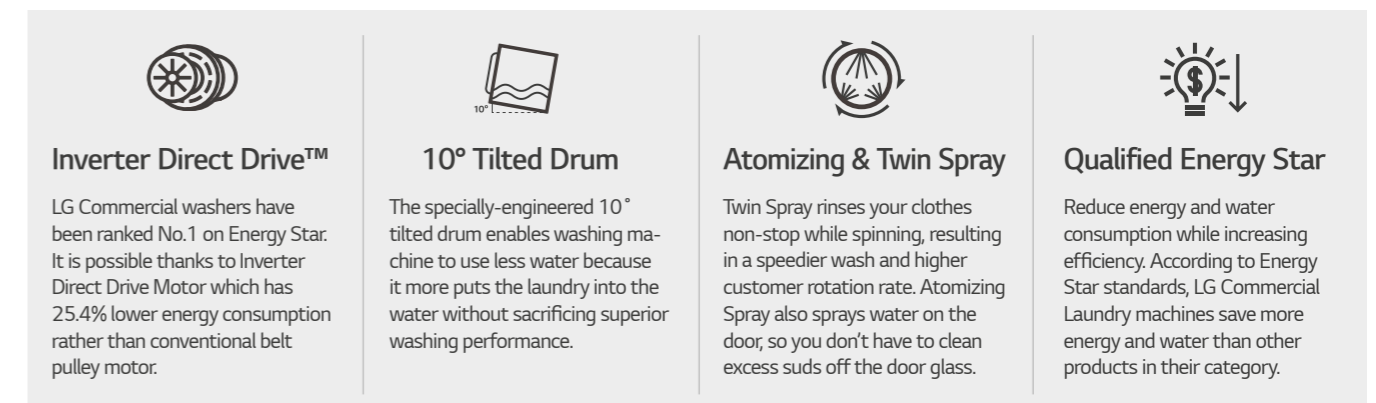 Inverter Direct Drive™
LG Commercial washers have
been ranked No.1 on Energy Star.
It is possible thanks to Inverter
Direct Drive Motor which has
25.4% lower energy consumption
rather than conventional belt
pulley motor.
10°
10° Tilted Drum
The specially-engineered 10˚
tilted drum enables washing ma-
chine to use less water because
it more puts the laundry into the
water without sacrificing superior
washing performance.
Atomizing & Twin Spray
Twin Spray rinses your clothes
non-stop while spinning, resulting
in a speedier wash and higher
customer rotation rate. Atomizing
Spray also sprays water on the
door, so you don't have to clean
excess suds off the door glass.
$
Qualified Energy Star
Reduce energy and water
consumption while increasing
efficiency. According to Energy
Star standards, LG Commercial
Laundry machines save more
energy and water than other
products in their category.